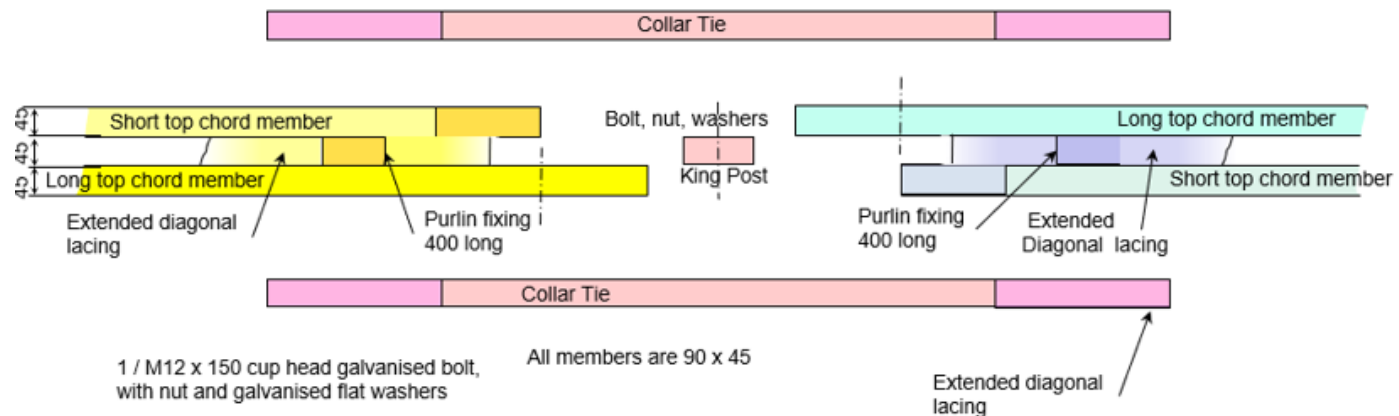 Collar Tie
45
45
45
Short top chord member
Long top chord member
Extended diagonal
lacing
Purlin fixing
400 long
Bolt, nut, washers
King Post
Long top chord member
Short top chord member
Purlin fixing
400 long
Extended
Diagonal lacing
Collar Tie
1 / M12 x 150 cup head galvanised bolt,
with nut and galvanised flat washers
All members are 90 x 45
Extended diagonal
lacing